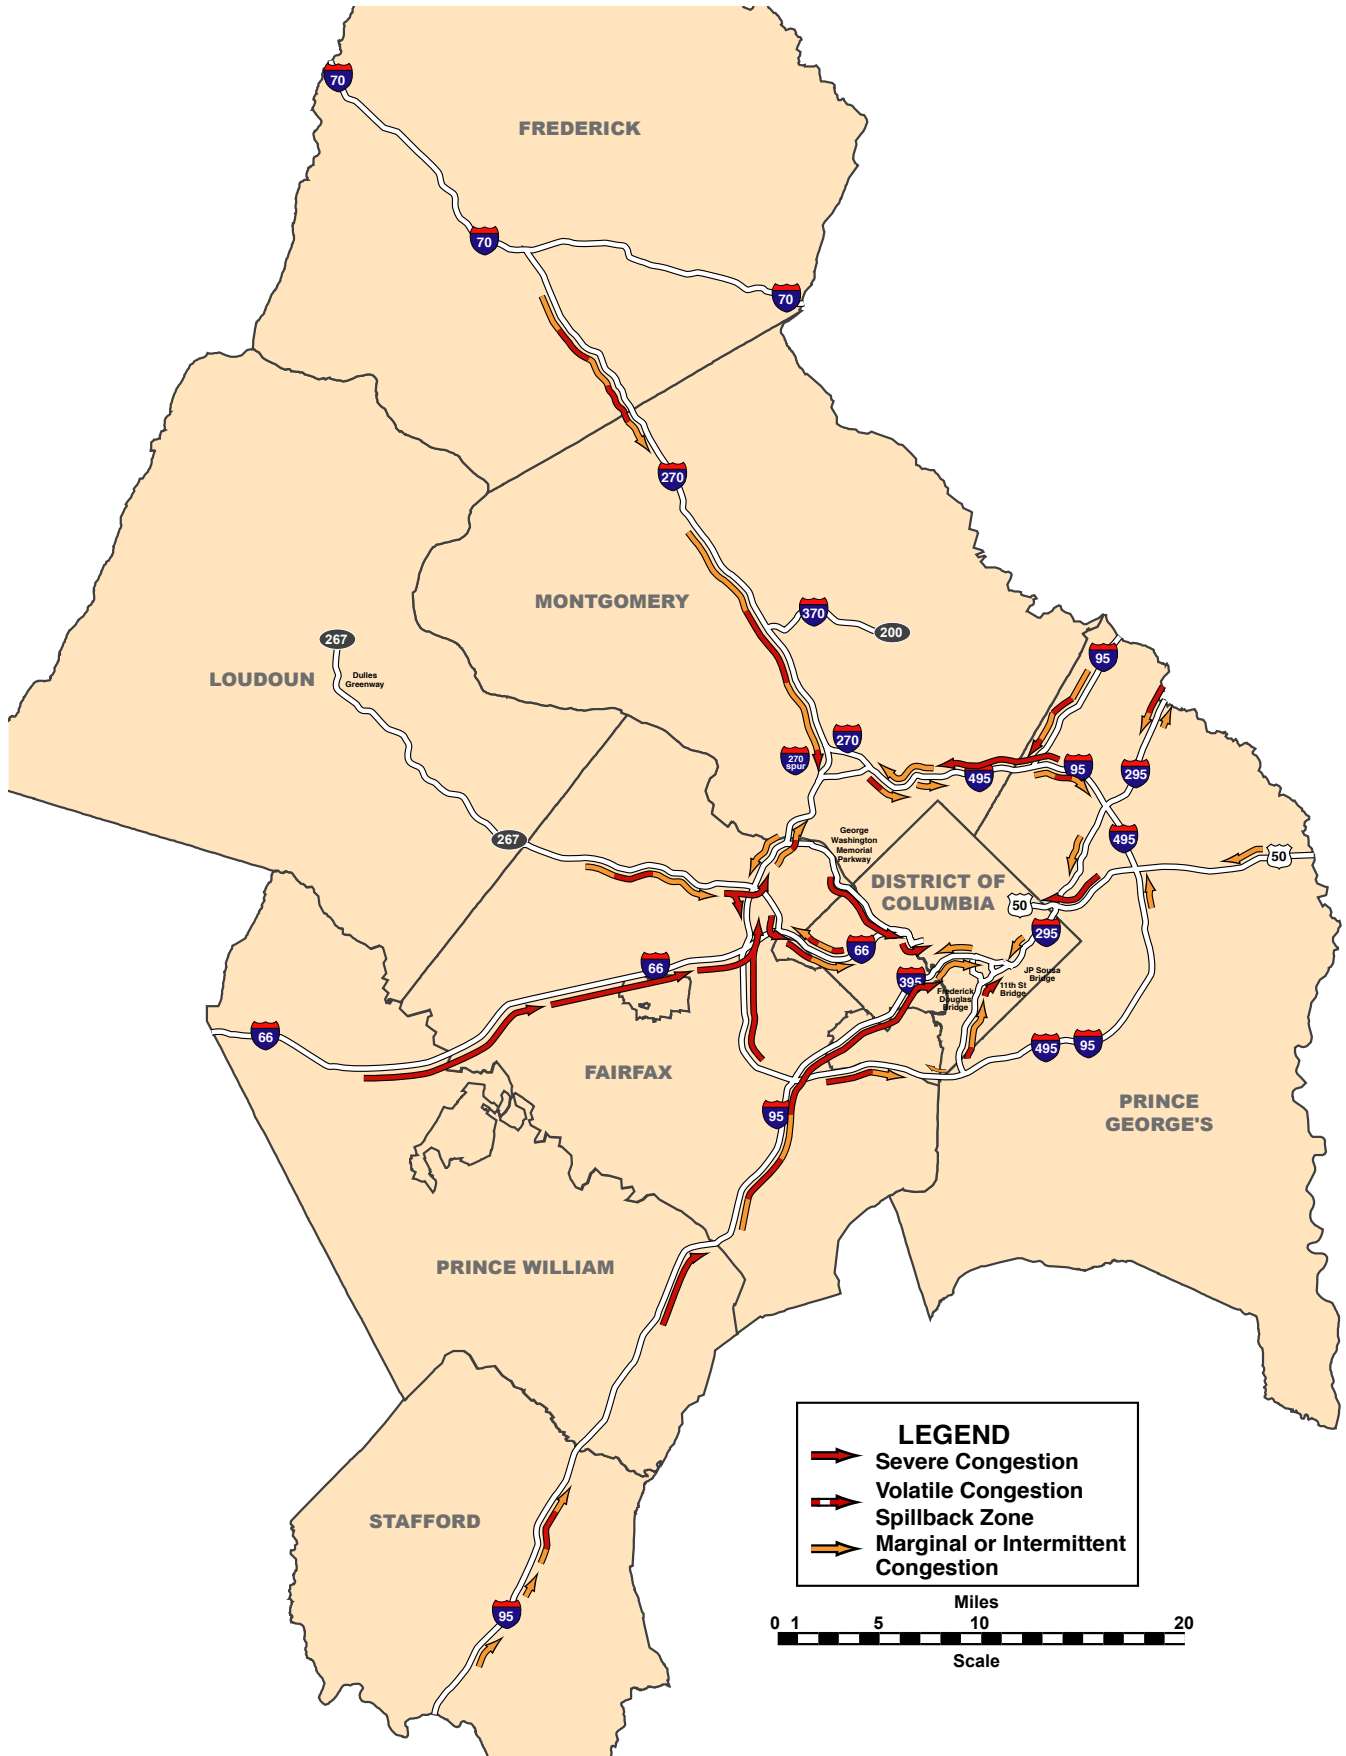 70
FREDERICK
70
70
270
MONTGOMERY
370
200
267
LOUDOUN
Dulles
Greenway
95
270
270
spur
495
95
295
267
George
Washington
Memorial
Parkway
495
50
DISTRICT OF
COLUMBIA
50
295
66
66
395
JP Sousa
Bridge
11th St
Bridge
Frederick
Douglas
Bridge
66
495
95
FAIRFAX
95
PRINCE
GEORGE'S
PRINCE WILLIAM
STAFFORD
95
LEGEND
Severe Congestion
Volatile Congestion
Spillback Zone
Marginal or Intermittent
Congestion
Miles
0 1 5 10 20
Scale